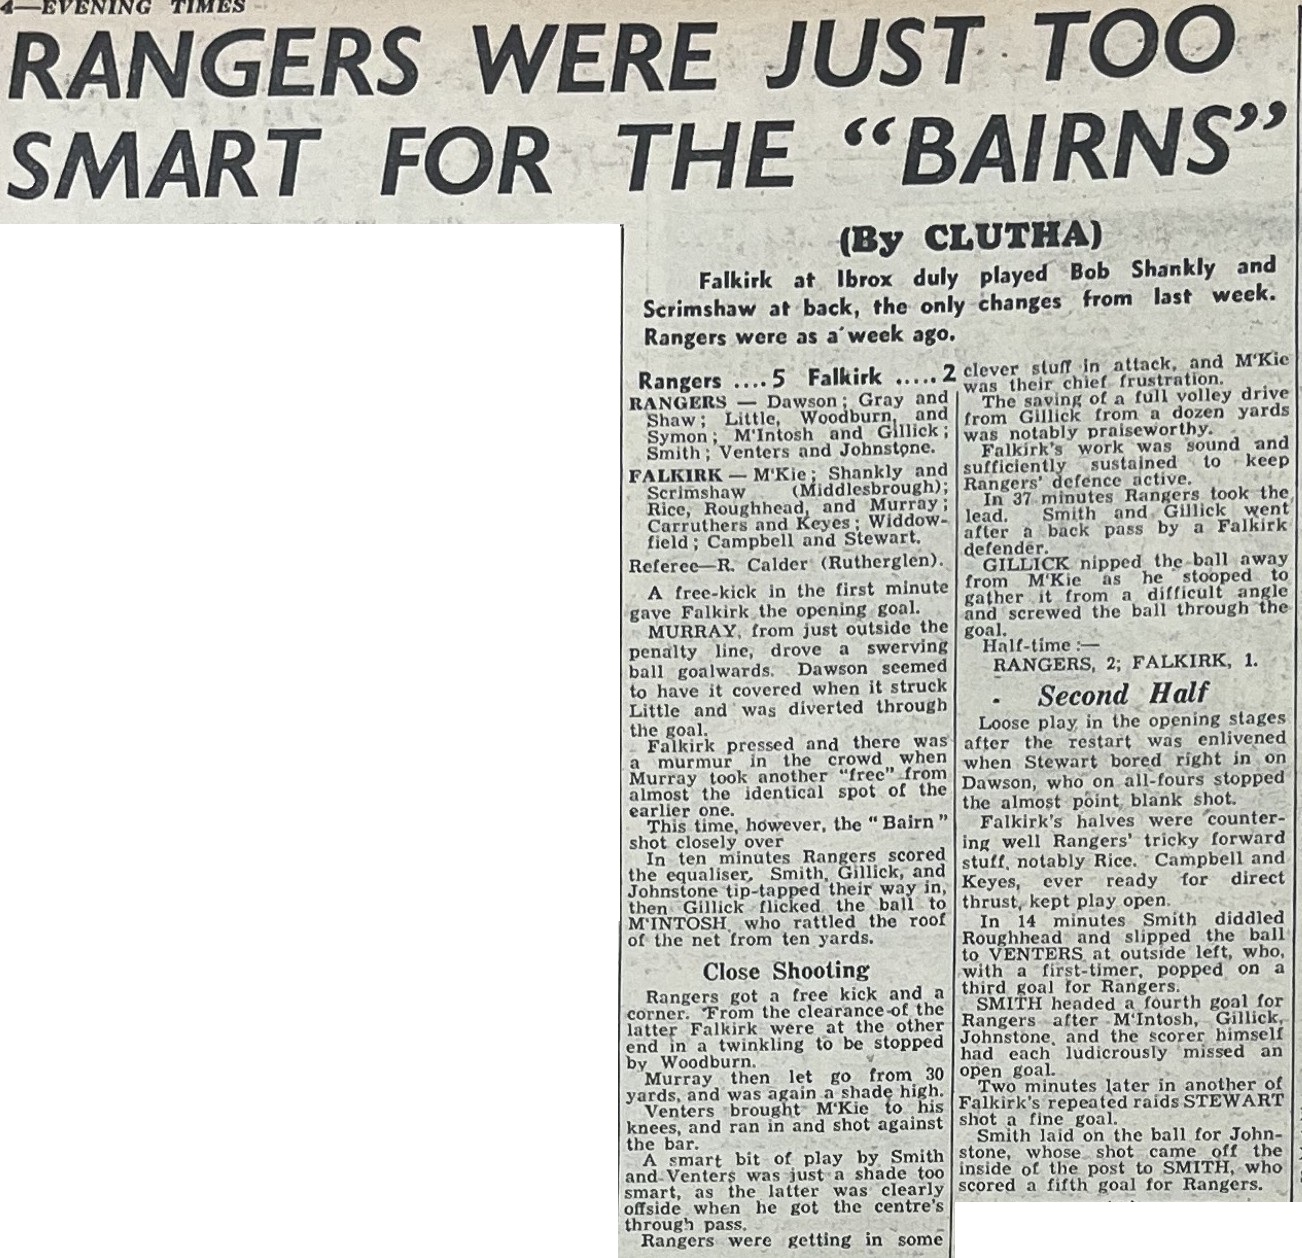 4—EVENING TIMES
RANGERS WERE JUST TOO
SMART FOR THE "BAIRNS"
(By CLUTHA)
Falkirk at Ibrox duly played Bob Shankly and
Scrimshaw at back, the only changes from last week.
Rangers were as a week ago.
Rangers ....5 Falkirk .....2
RANGERS — Dawson; Gray and
Shaw; Little, Woodburn, and
Symon; M'Intosh and Gillick;
Smith; Venters and Johnstone.
FALKIRK — M'Kie; Shankly and
Scrimshaw (Middlesbrough);
Rice, Roughhead, and Murray;
Carruthers and Keyes; Widdow-
field; Campbell and Stewart.
Referee—R. Calder (Rutherglen).
A free-kick in the first minute
gave Falkirk the opening goal.
MURRAY, from just outside the
penalty line, drove a swerving
ball goalwards. Dawson seemed
to have it covered when it struck
Little and was diverted through
the goal.
Falkirk pressed and there was
a murmur in the crowd when
Murray took another "free" from
almost the identical spot of the
earlier one.
This time, however, the "Bairn"
shot closely over
In ten minutes Rangers scored
the equaliser. Smith, Gillick, and
Johnstone tip-tapped their way in,
then Gillick flicked the ball to
M'INTOSH, who rattled the roof
of the net from ten yards.
Close Shooting
Rangers got a free kick and a
corner. From the clearance of the
latter Falkirk were at the other
end in a twinkling to be stopped
by Woodburn.
Murray then let go from 30
yards, and was again a shade high.
Venters brought M'Kie to his
knees, and ran in and shot against
the bar.
A smart bit of play by Smith
and Venters was just a shade too
smart, as the latter was clearly
offside when he got the centre's
through pass.
Rangers were getting in some
clever stuff in attack, and M'Kie
was their chief frustration.
The saving of a full volley drive
from Gillick from a dozen yards
was notably praiseworthy.
Falkirk's work was sound and
sufficiently sustained to keep
Rangers' defence active.
In 37 minutes Rangers took the
lead. Smith and Gillick went
after a back pass by a Falkirk
defender.
GILLICK nipped the ball away
from M'Kie as he stooped to
gather it from a difficult angle
and screwed the ball through the
goal.
Half-time:—
RANGERS, 2; FALKIRK, 1.
Second Half
Loose play in the opening stages
after the restart was enlivened
when Stewart bored right in on
Dawson, who on all-fours stopped
the almost point blank shot.
Falkirk's halves were counter-
ing well Rangers' tricky forward
stuff, notably Rice. Campbell and
Keyes, ever ready for direct
thrust, kept play open.
In 14 minutes Smith diddled
Roughhead and slipped the ball
to VENTERS at outside left, who,
with a first-timer, popped on a
third goal for Rangers.
SMITH headed a fourth goal for
Rangers after M'Intosh, Gillick,
Johnstone, and the scorer himself
had each ludicrously missed an
open goal.
Two minutes later in another of
Falkirk's repeated raids STEWART
shot a fine goal.
Smith laid on the ball for John-
stone, whose shot came off the
inside of the post to SMITH, who
scored a fifth goal for Rangers.